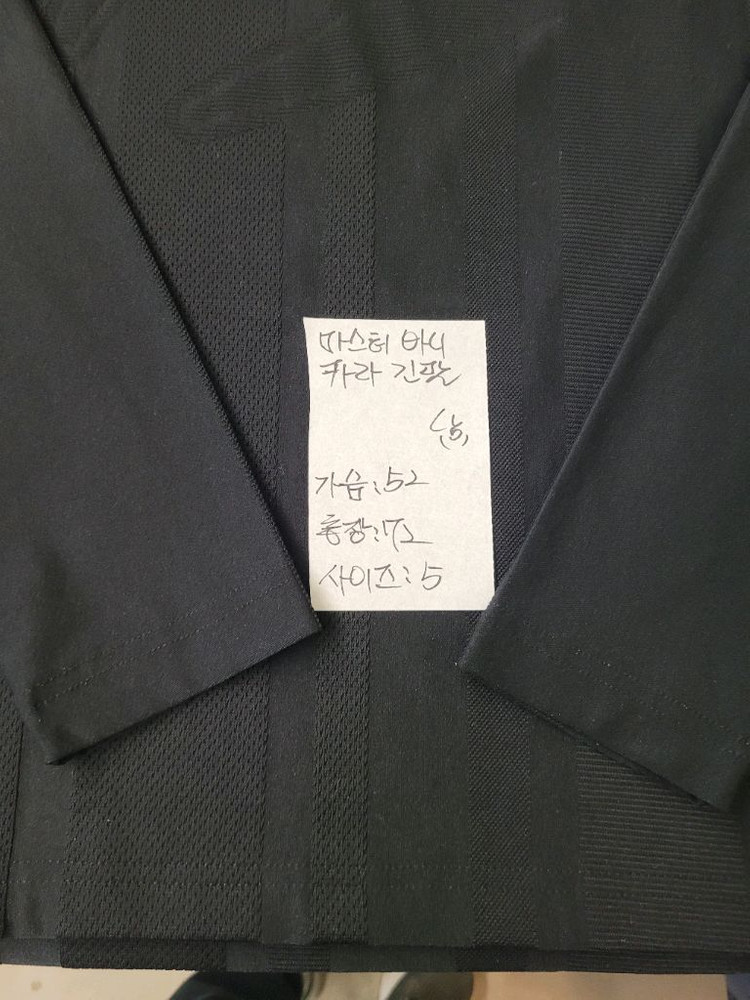 마스터 바니
카라 긴팔
(남)
가슴:52
총장:72
사이즈:5